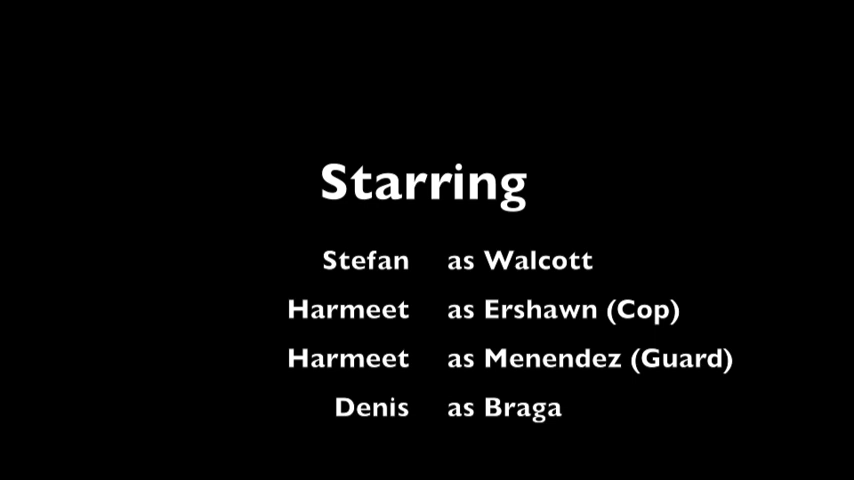 Starring
Stefan as Walcott
Harmeet as Ershawn (Cop)
Harmeet as Menendez (Guard)
Denis as Braga